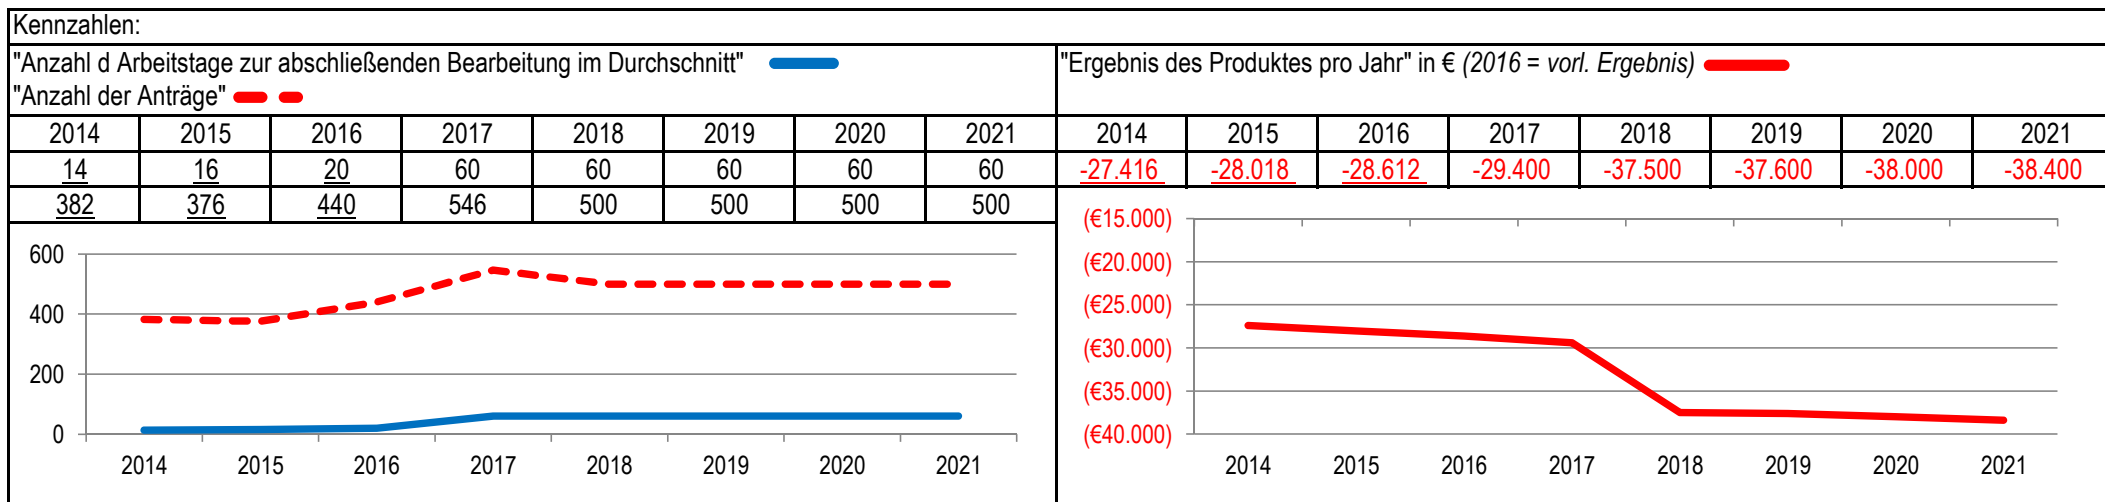 Kennzahlen:
"Anzahl d Arbeitstage zur abschließenden Bearbeitung im Durchschnitt"
"Anzahl der Anträge"
2014 2015 2016 2017 2018 2019 2020 2021
14 16 20 60 60 60 60 60
382 376 440 546 500 500 500 500
600
400
200
0
2014 2015 2016 2017 2018 2019 2020 2021
"Ergebnis des Produktes pro Jahr" in € (2016 = vorl. Ergebnis)
2014 2015 2016 2017 2018 2019 2020 2021
-27.416 -28.018 -28.612 -29.400 -37.500 -37.600 -38.000 -38.400
(€15.000)
(€20.000)
(€25.000)
(€30.000)
(€35.000)
(€40.000)
2014 2015 2016 2017 2018 2019 2020 2021